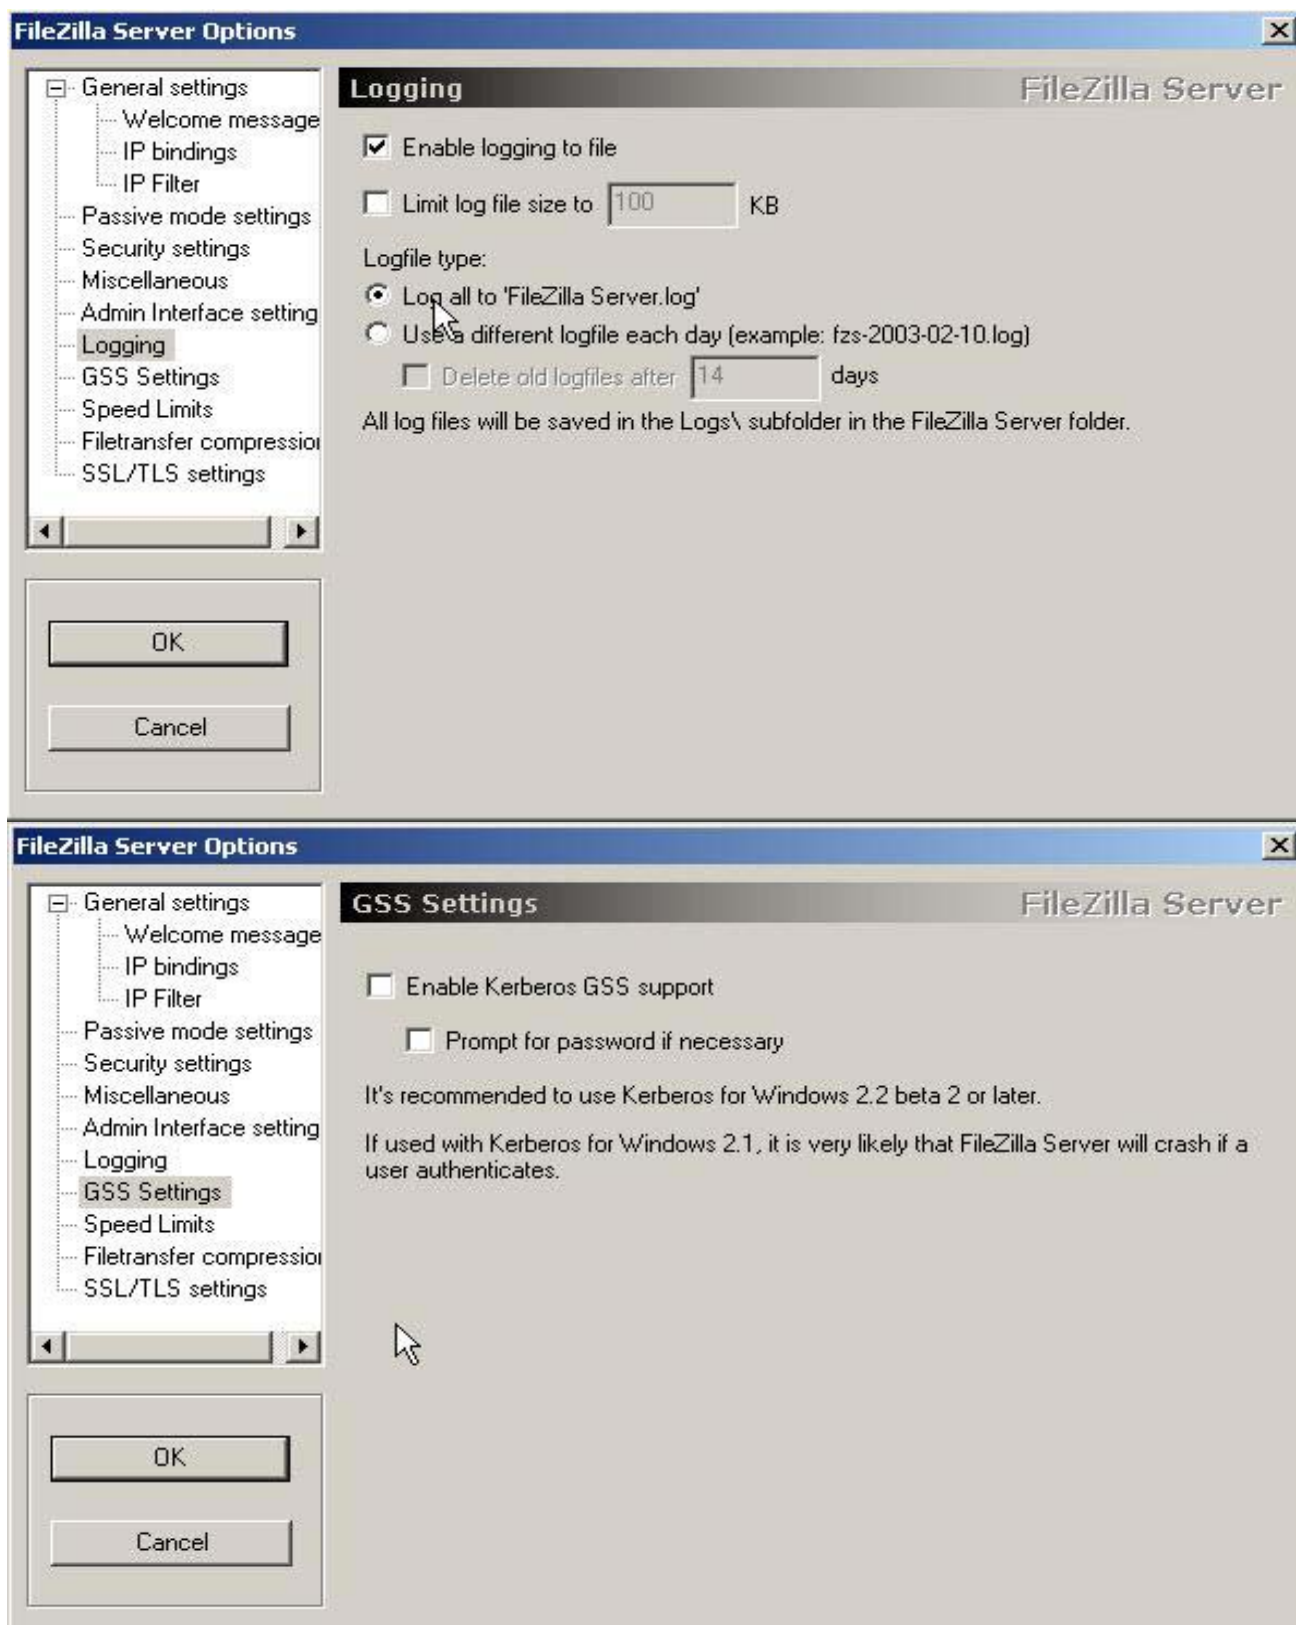 FileZilla Server Options
General settings
Welcome message
IP bindings
IP Filter
Passive mode settings
Security settings
Miscellaneous
Admin Interface setting
Logging
GSS Settings
Speed Limits
Filetransfer compression
SSL/TLS settings
OK
Cancel
Logging FileZilla Server
Enable logging to file
Limit log file size to 100 KB
Logfile type:
Log all to 'FileZilla Server.log'
Use a different logfile each day (example: fzs-2003-02-10.log)
Delete old logfiles after 14 days
All log files will be saved in the Logs\ subfolder in the FileZilla Server folder.
FileZilla Server Options
General settings
Welcome message
IP bindings
IP Filter
Passive mode settings
Security settings
Miscellaneous
Admin Interface setting
Logging
GSS Settings
Speed Limits
Filetransfer compression
SSL/TLS settings
OK
Cancel
GSS Settings FileZilla Server
Enable Kerberos GSS support
Prompt for password if necessary
It's recommended to use Kerberos for Windows 2.2 beta 2 or later.
If used with Kerberos for Windows 2.1, it is very likely that FileZilla Server will crash if a
user authenticates.